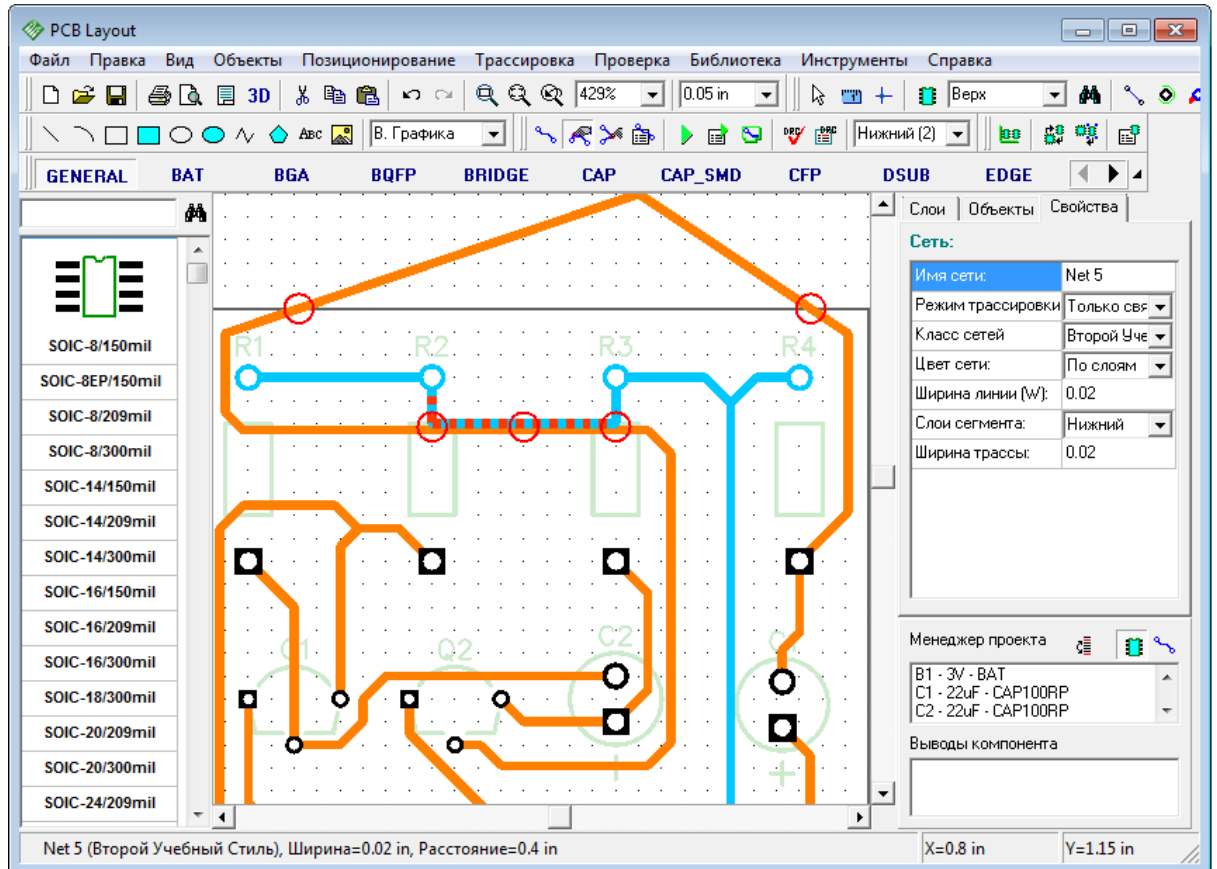 PCB Layout
Файл Правка Вид Объекты Позиционирование Трассировка Проверка Библиотека Инструменты Справка
3D 429% 0.05 in Верх
ABC В. Графика DRC DRC Нижний (2)
GENERAL BAT BGA BQFP BRIDGE CAP CAP_SMD CFP DSUB EDGE
Слои Объекты Свойства
Сеть:
Имя сети: Net 5
Режим трассировки Только свя
Класс сетей Второй Уче
Цвет сети: По слоям
Ширина линии (W): 0.02
Слои сегмента: Нижний
Ширина трассы: 0.02
SOIC-8/150mil
SOIC-8EP/150mil
SOIC-8/209mil
SOIC-8/300mil
SOIC-14/150mil
SOIC-14/209mil
SOIC-14/300mil
SOIC-16/150mil
SOIC-16/209mil
SOIC-16/300mil
SOIC-18/300mil
SOIC-20/209mil
SOIC-20/300mil
SOIC-24/209mil
R1 R2 R3 R4
Q2 C2
Менеджер проекта
B1 - 3V - BAT
C1 - 22uF - CAP100RP
C2 - 22uF - CAP100RP
Выводы компонента
Net 5 (Второй Учебный Стиль), Ширина=0.02 in, Расстояние=0.4 in X=0.8 in Y=1.15 in